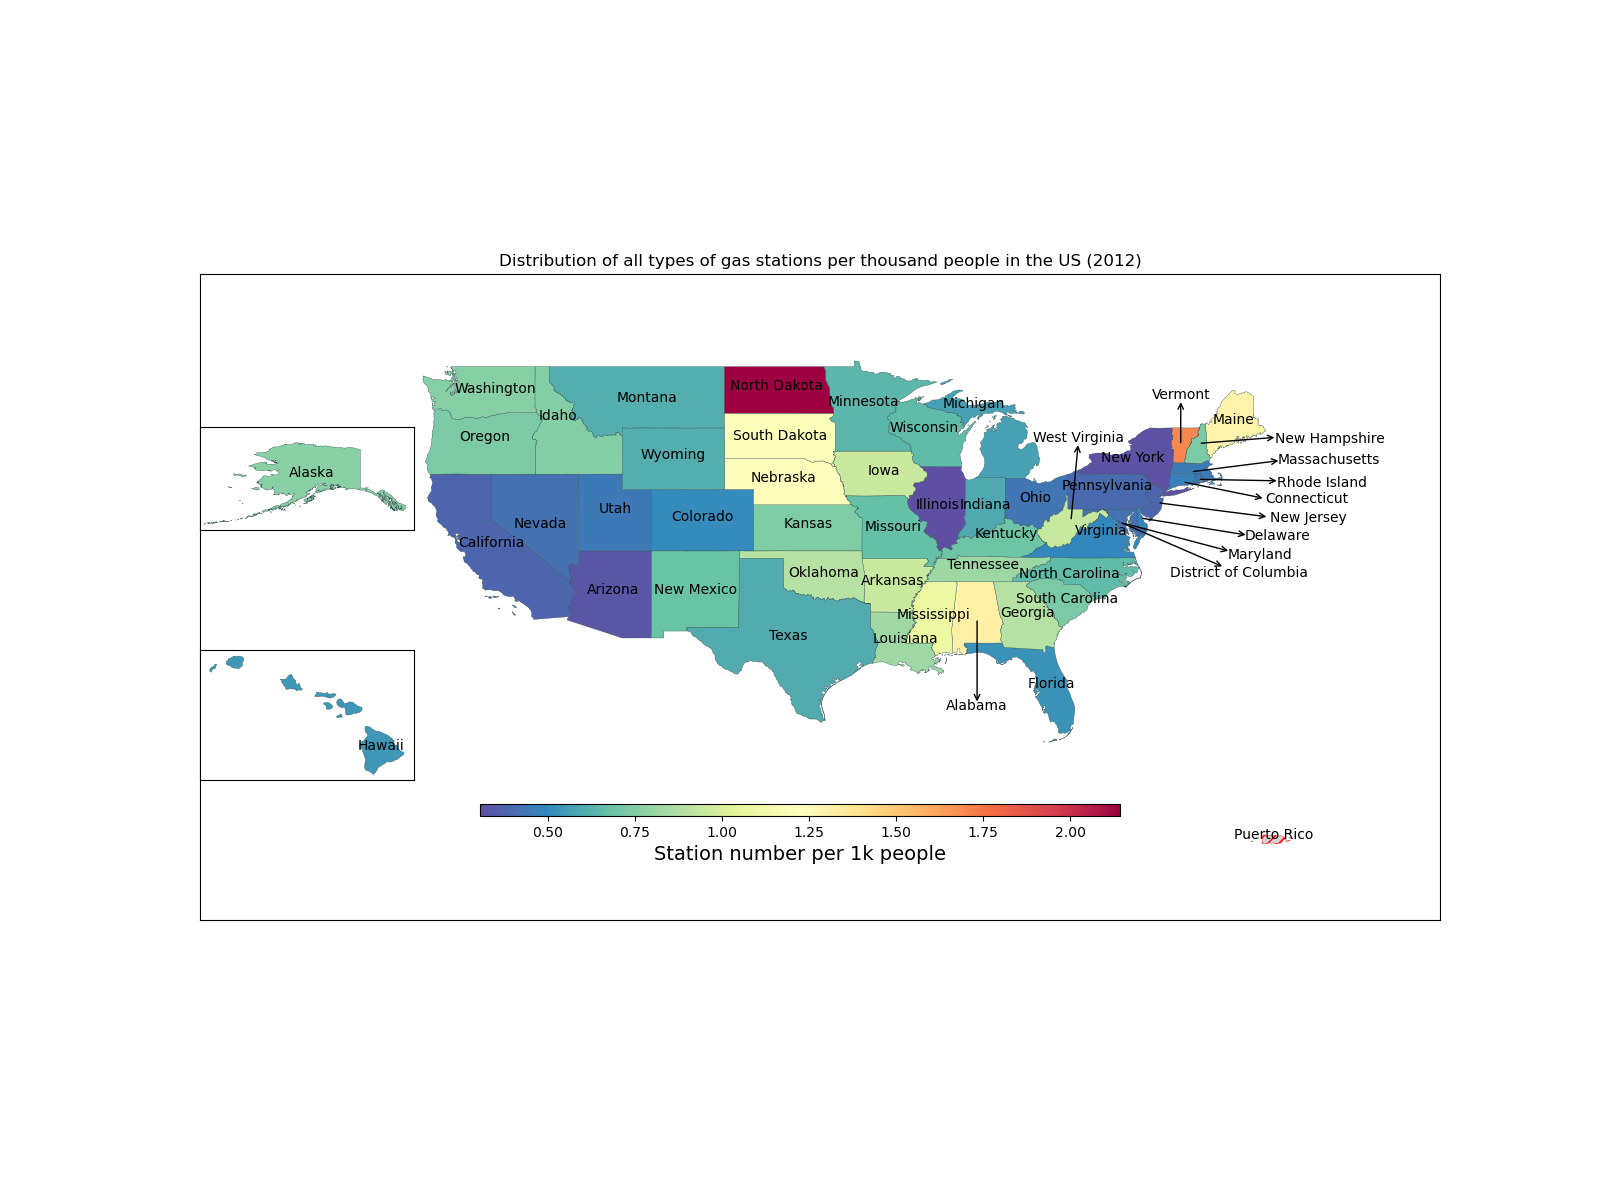 Distribution of all types of gas stations per thousand people in the US (2012)
Washington
Montana
North Dakota
Minnesota
Michigan
Vermont
Maine
Idaho
Oregon
Wyoming
South Dakota
Wisconsin
West Virginia
New York
New Hampshire
Massachusetts
Rhode Island
Connecticut
New Jersey
Delaware
Maryland
District of Columbia
Alaska
Nebraska
Iowa
Illinois
Indiana
Ohio
Pennsylvania
Nevada
Utah
Colorado
Kansas
Missouri
Kentucky
Virginia
California
Arizona
New Mexico
Oklahoma
Arkansas
Tennessee
North Carolina
South Carolina
Mississippi
Georgia
Texas
Louisiana
Alabama
Florida
Hawaii
Puerto Rico
0.50 0.75 1.00 1.25 1.50 1.75 2.00
Station number per 1k people